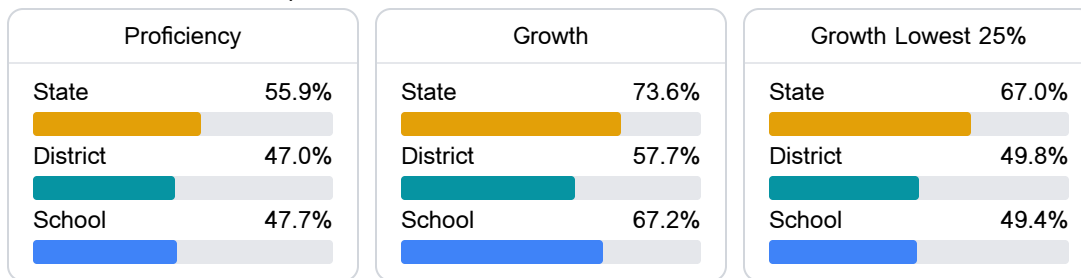 Proficiency
State 55.9%
District 47.0%
School 47.7%
Growth
State 73.6%
District 57.7%
School 67.2%
Growth Lowest 25%
State 67.0%
District 49.8%
School 49.4%